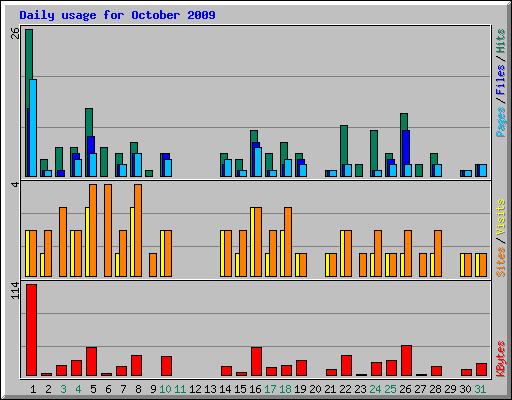 Daily usage for October 2009
26
Pages / Files / Hits
4
Sites / Visits
114
KBytes
1 2 3 4 5 6 7 8 9 10 11 12 13 14 15 16 17 18 19 20 21 22 23 24 25 26 27 28 29 30 31